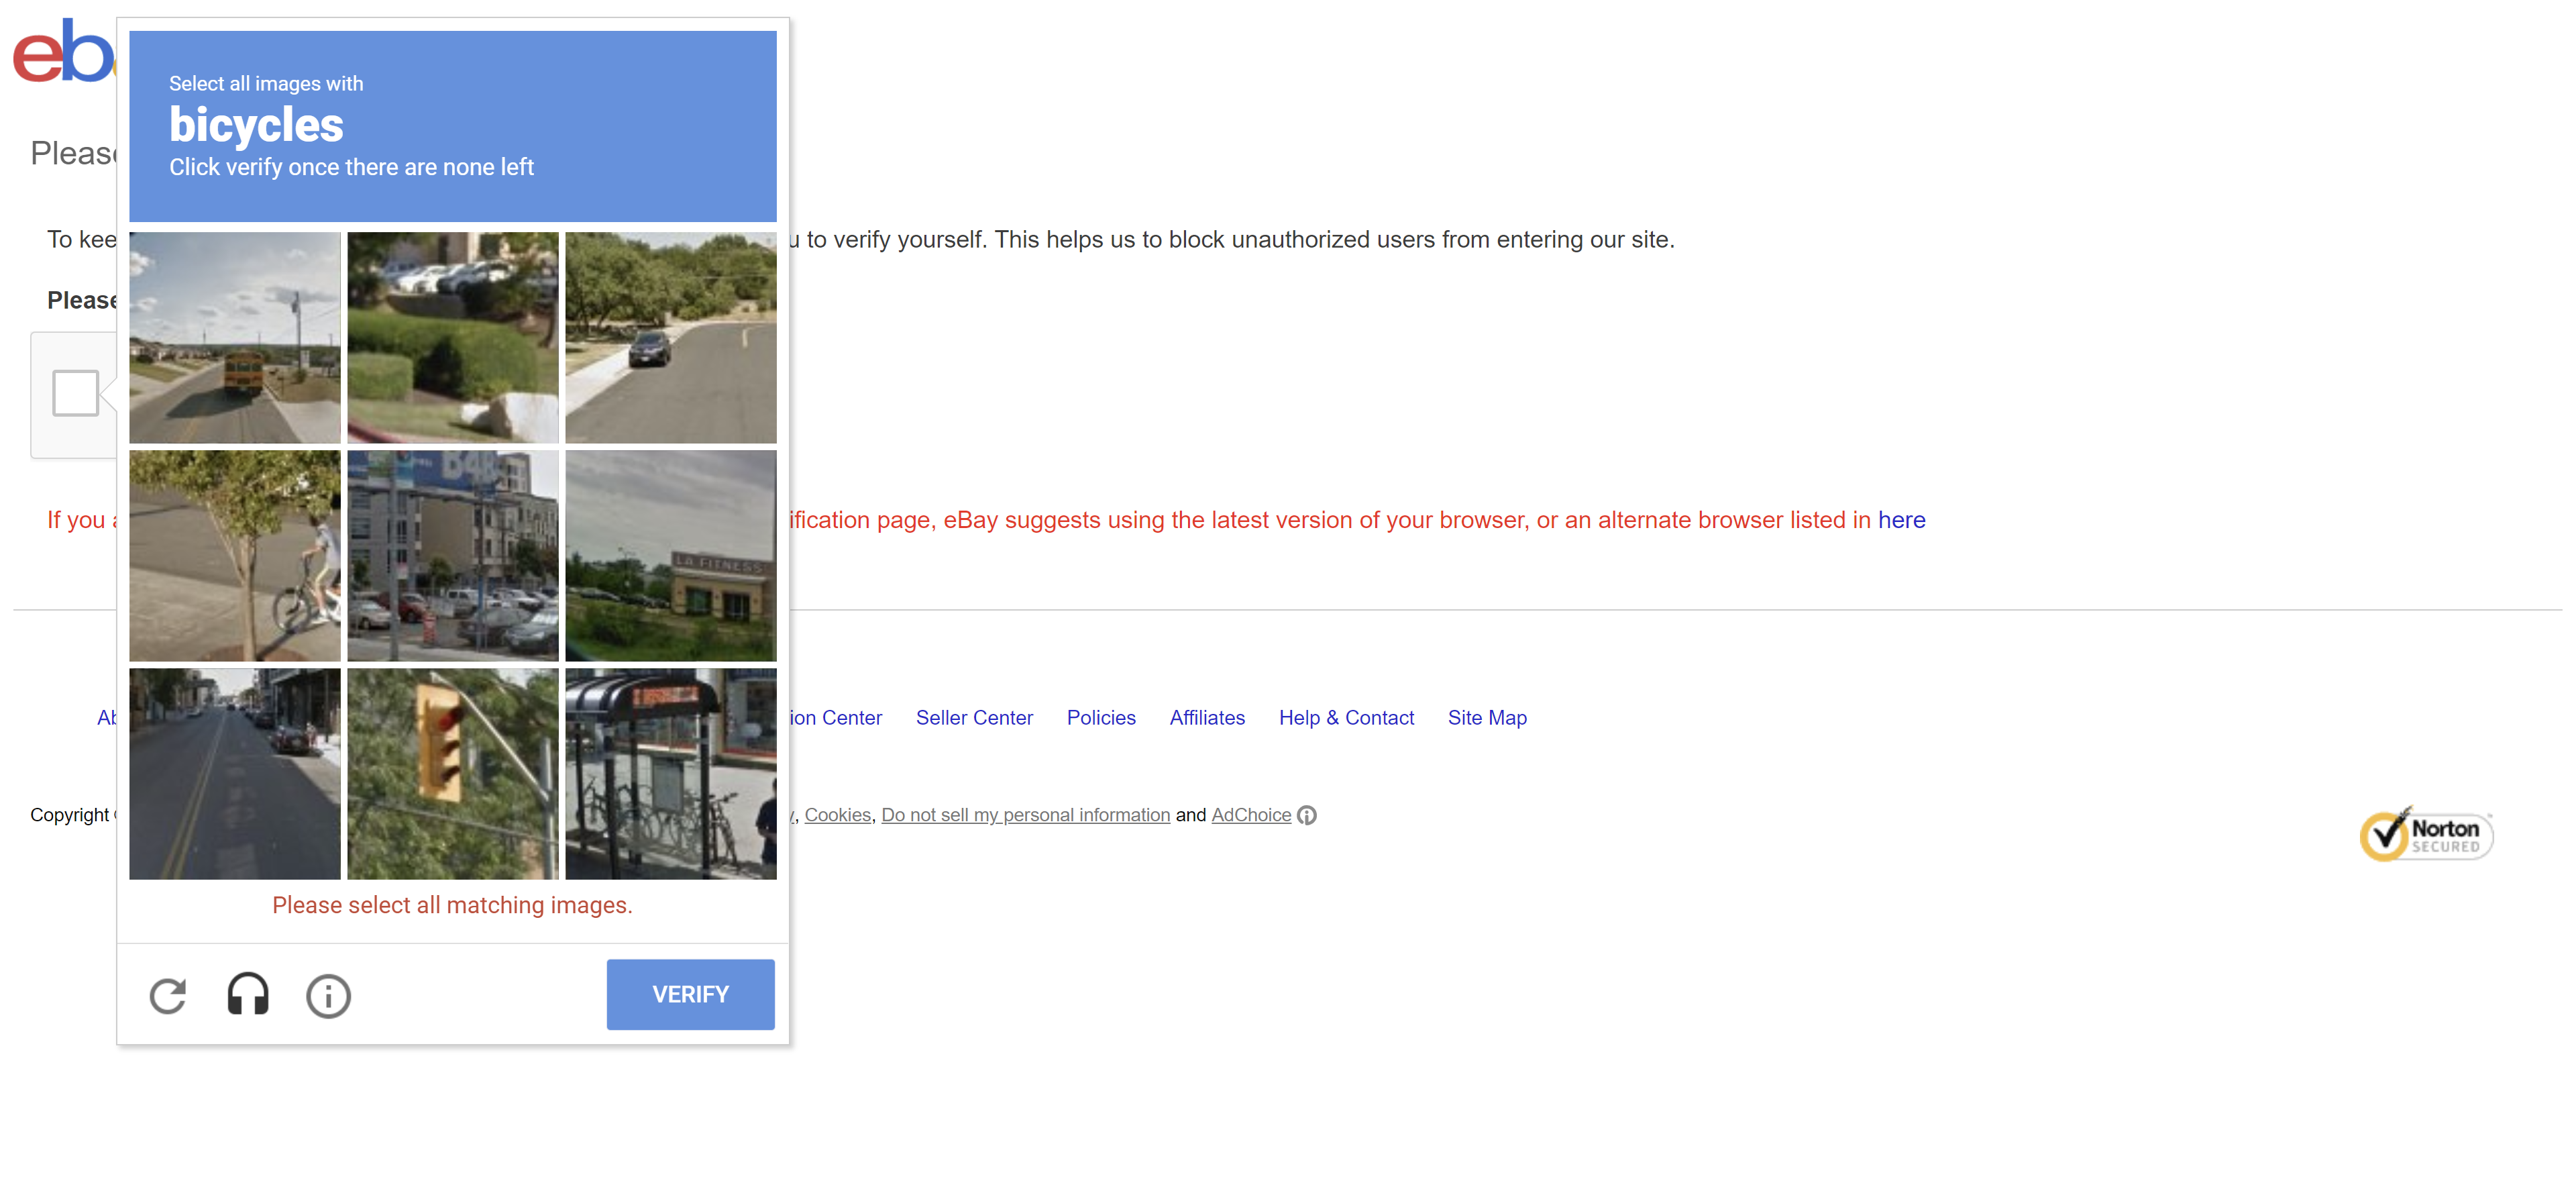 eb
Select all images with
bicycles
Click verify once there are none left
Please
To kee
u to verify yourself. This helps us to block unauthorized users from entering our site.
Please
If you a
ification page, eBay suggests using the latest version of your browser, or an alternate browser listed in here
LA FITNESS
Ab
ion Center Seller Center Policies Affiliates Help & Contact Site Map
Copyright ©
y, Cookies, Do not sell my personal information and AdChoice
Norton
SECURED
Please select all matching images.
VERIFY